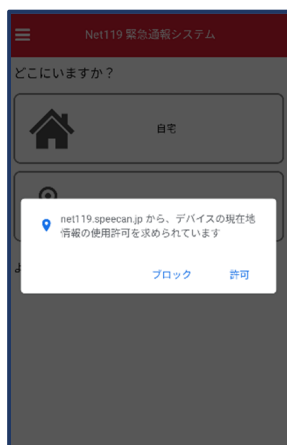 Net119 緊急通報システム
どこにいますか？
自宅
net119.speecan.jp から、デバイスの現在地
情報の使用許可を求められています
ブロック 許可
よ